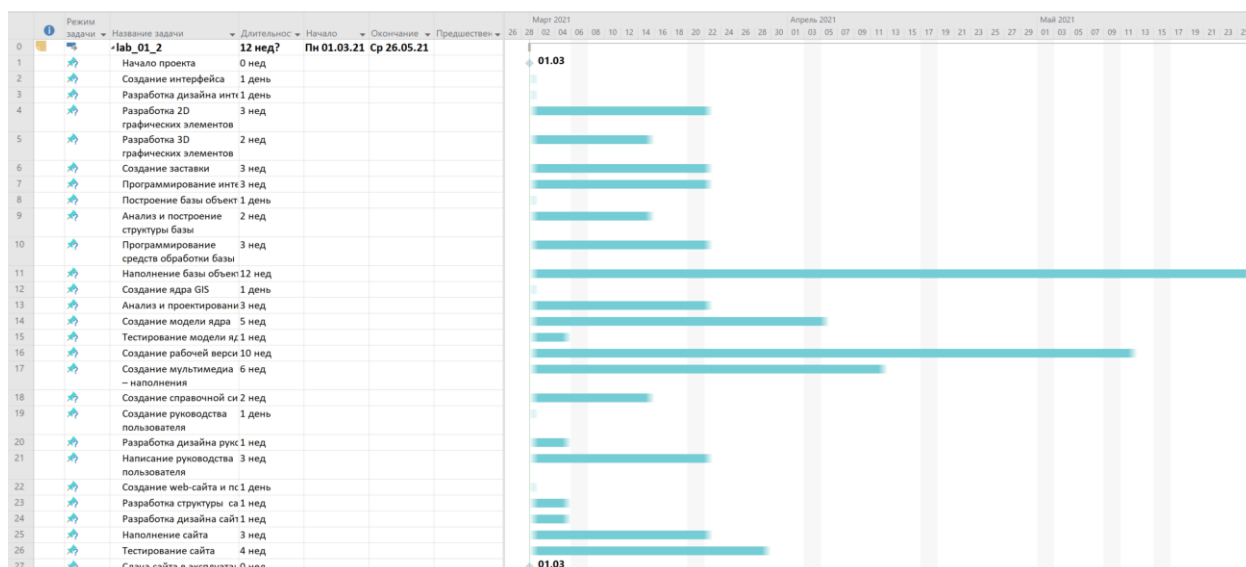 Режим
задачи Название задачи Длительнос Начало Окончание Предшествен
Март 2021 Апрель 2021 Май 2021
26 28 02 04 06 08 10 12 14 16 18 20 22 24 26 28 30 01 03 05 07 09 11 13 15 17 19 21 23 25 27 29 01 03 05 07 09 11 13 15 17 19 21 23 25
0 lab_01_2 12 нед? Пн 01.03.21 Ср 26.05.21
1 Начало проекта 0 нед 01.03
2 Создание интерфейса 1 день
3 Разработка дизайна инте 1 день
4 Разработка 2D 3 нед
графических элементов
5 Разработка 3D 2 нед
графических элементов
6 Создание заставки 3 нед
7 Программирование инте 3 нед
8 Построение базы объект 1 день
9 Анализ и построение 2 нед
структуры базы
10 Программирование 3 нед
средств обработки базы
11 Наполнение базы объект 12 нед
12 Создание ядра GIS 1 день
13 Анализ и проектировани 3 нед
14 Создание модели ядра 5 нед
15 Тестирование модели яд 1 нед
16 Создание рабочей верси 10 нед
17 Создание мультимедиа 6 нед
– наполнения
18 Создание справочной си 2 нед
19 Создание руководства 1 день
пользователя
20 Разработка дизайна рукс 1 нед
21 Написание руководства 3 нед
пользователя
22 Создание web-сайта и пс 1 день
23 Разработка структуры са 1 нед
24 Разработка дизайна сайт 1 нед
25 Наполнение сайта 3 нед
26 Тестирование сайта 4 нед
27 Сдача сайта в эксплуата 0 нед 01.03